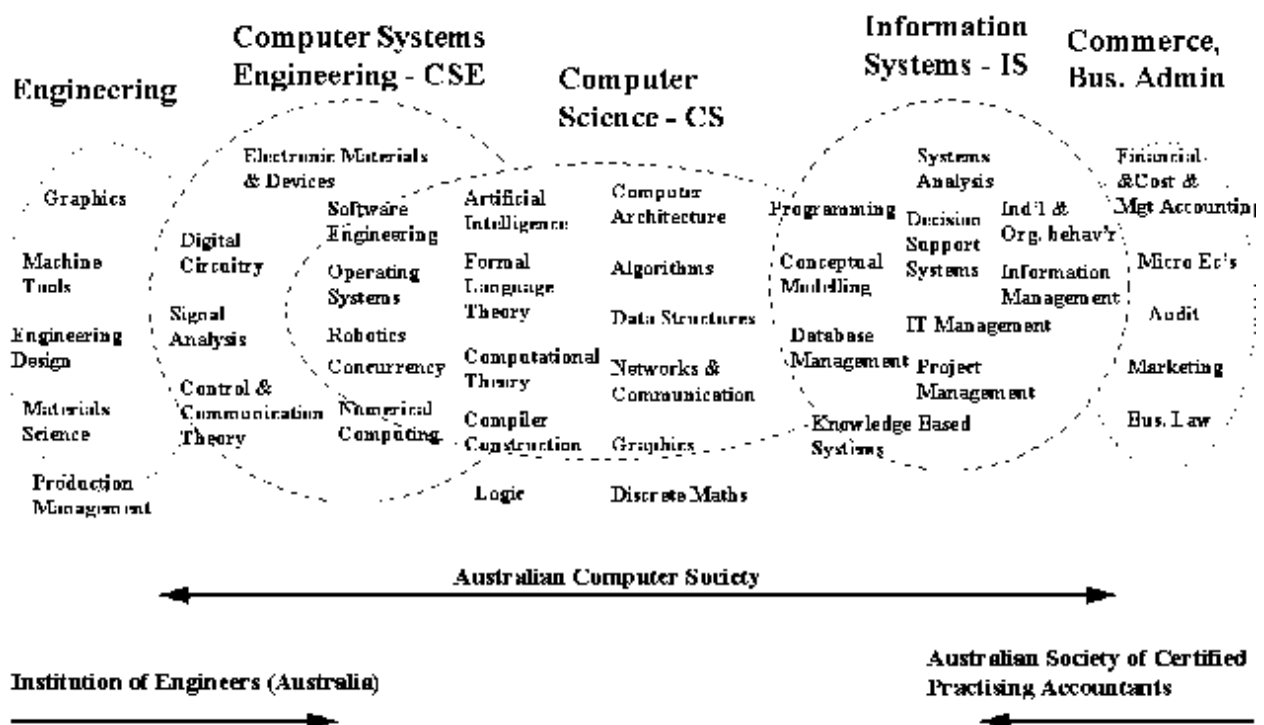 Engineering
Computer Systems
Engineering - CSE
Computer
Science - CS
Information
Systems - IS
Commerce,
Bus. Admin
Graphics
Machine
Tools
Engineering
Design
Materials
Science
Production
Management
Electronic Materials
& Devices
Digital
Circuitry
Signal
Analysis
Control &
Communication
Theory
Software
Engineering
Operating
Systems
Robotics
Concurrency
Numerical
Computing
Artificial
Intelligence
Formal
Language
Theory
Computational
Theory
Compiler
Construction
Logic
Computer
Architecture
Algorithms
Data Structures
Networks &
Communication
Graphics
Discrete Maths
Programming
Conceptual
Modelling
Database
Management
Knowledge Based
Systems
Systems
Analysis
Decision
Support
Systems
Ind'l &
Org. behav'r
Information
Management
IT Management
Project
Management
Financial
&Cost &
Mgt Accounting
Micro Ec's
Audit
Marketing
Bus. Law
Australian Computer Society
Institution of Engineers (Australia)
Australian Society of Certified
Practising Accountants